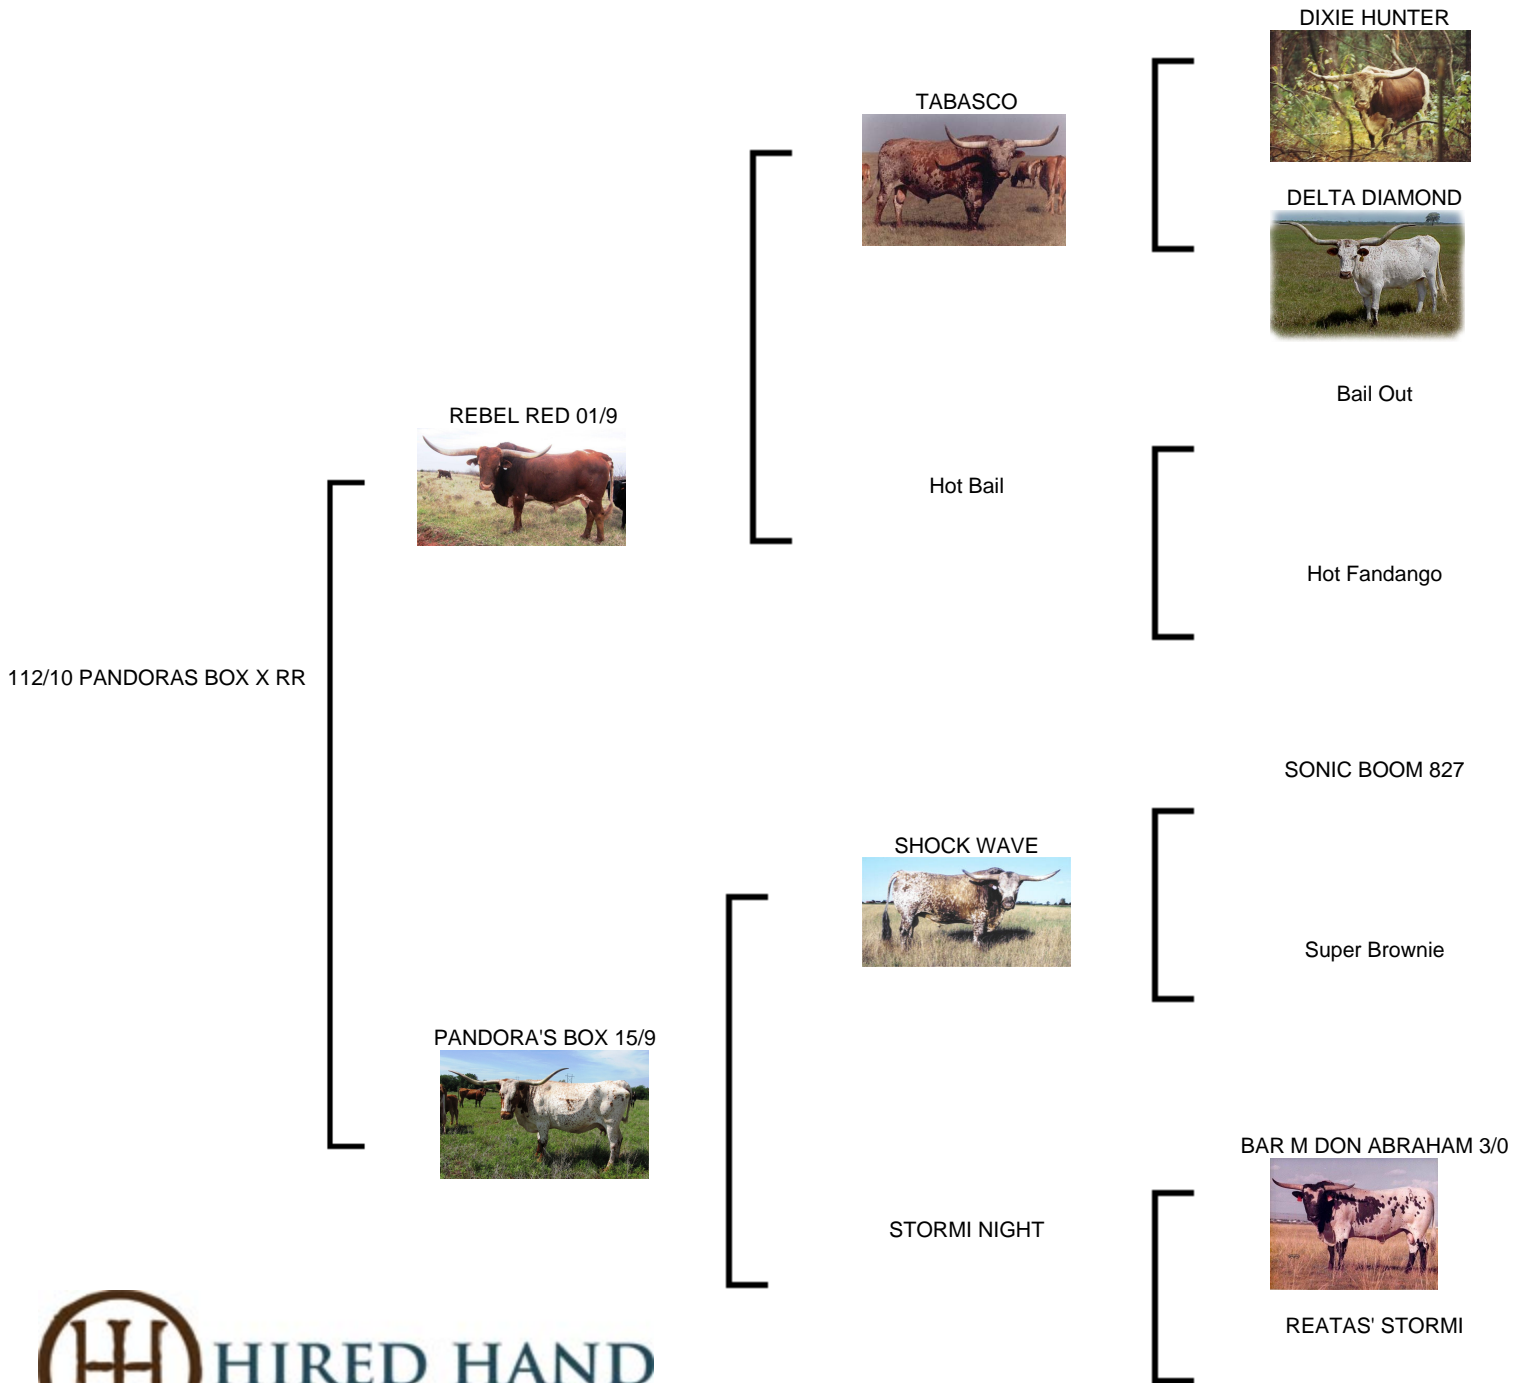 DIXIE HUNTER
TABASCO
DELTA DIAMOND
Bail Out
REBEL RED 01/9
Hot Bail
Hot Fandango
112/10 PANDORAS BOX X RR
SONIC BOOM 827
SHOCK WAVE
Super Brownie
PANDORA'S BOX 15/9
BAR M DON ABRAHAM 3/0
STORMI NIGHT
REATAS' STORMI
HIRED HAND